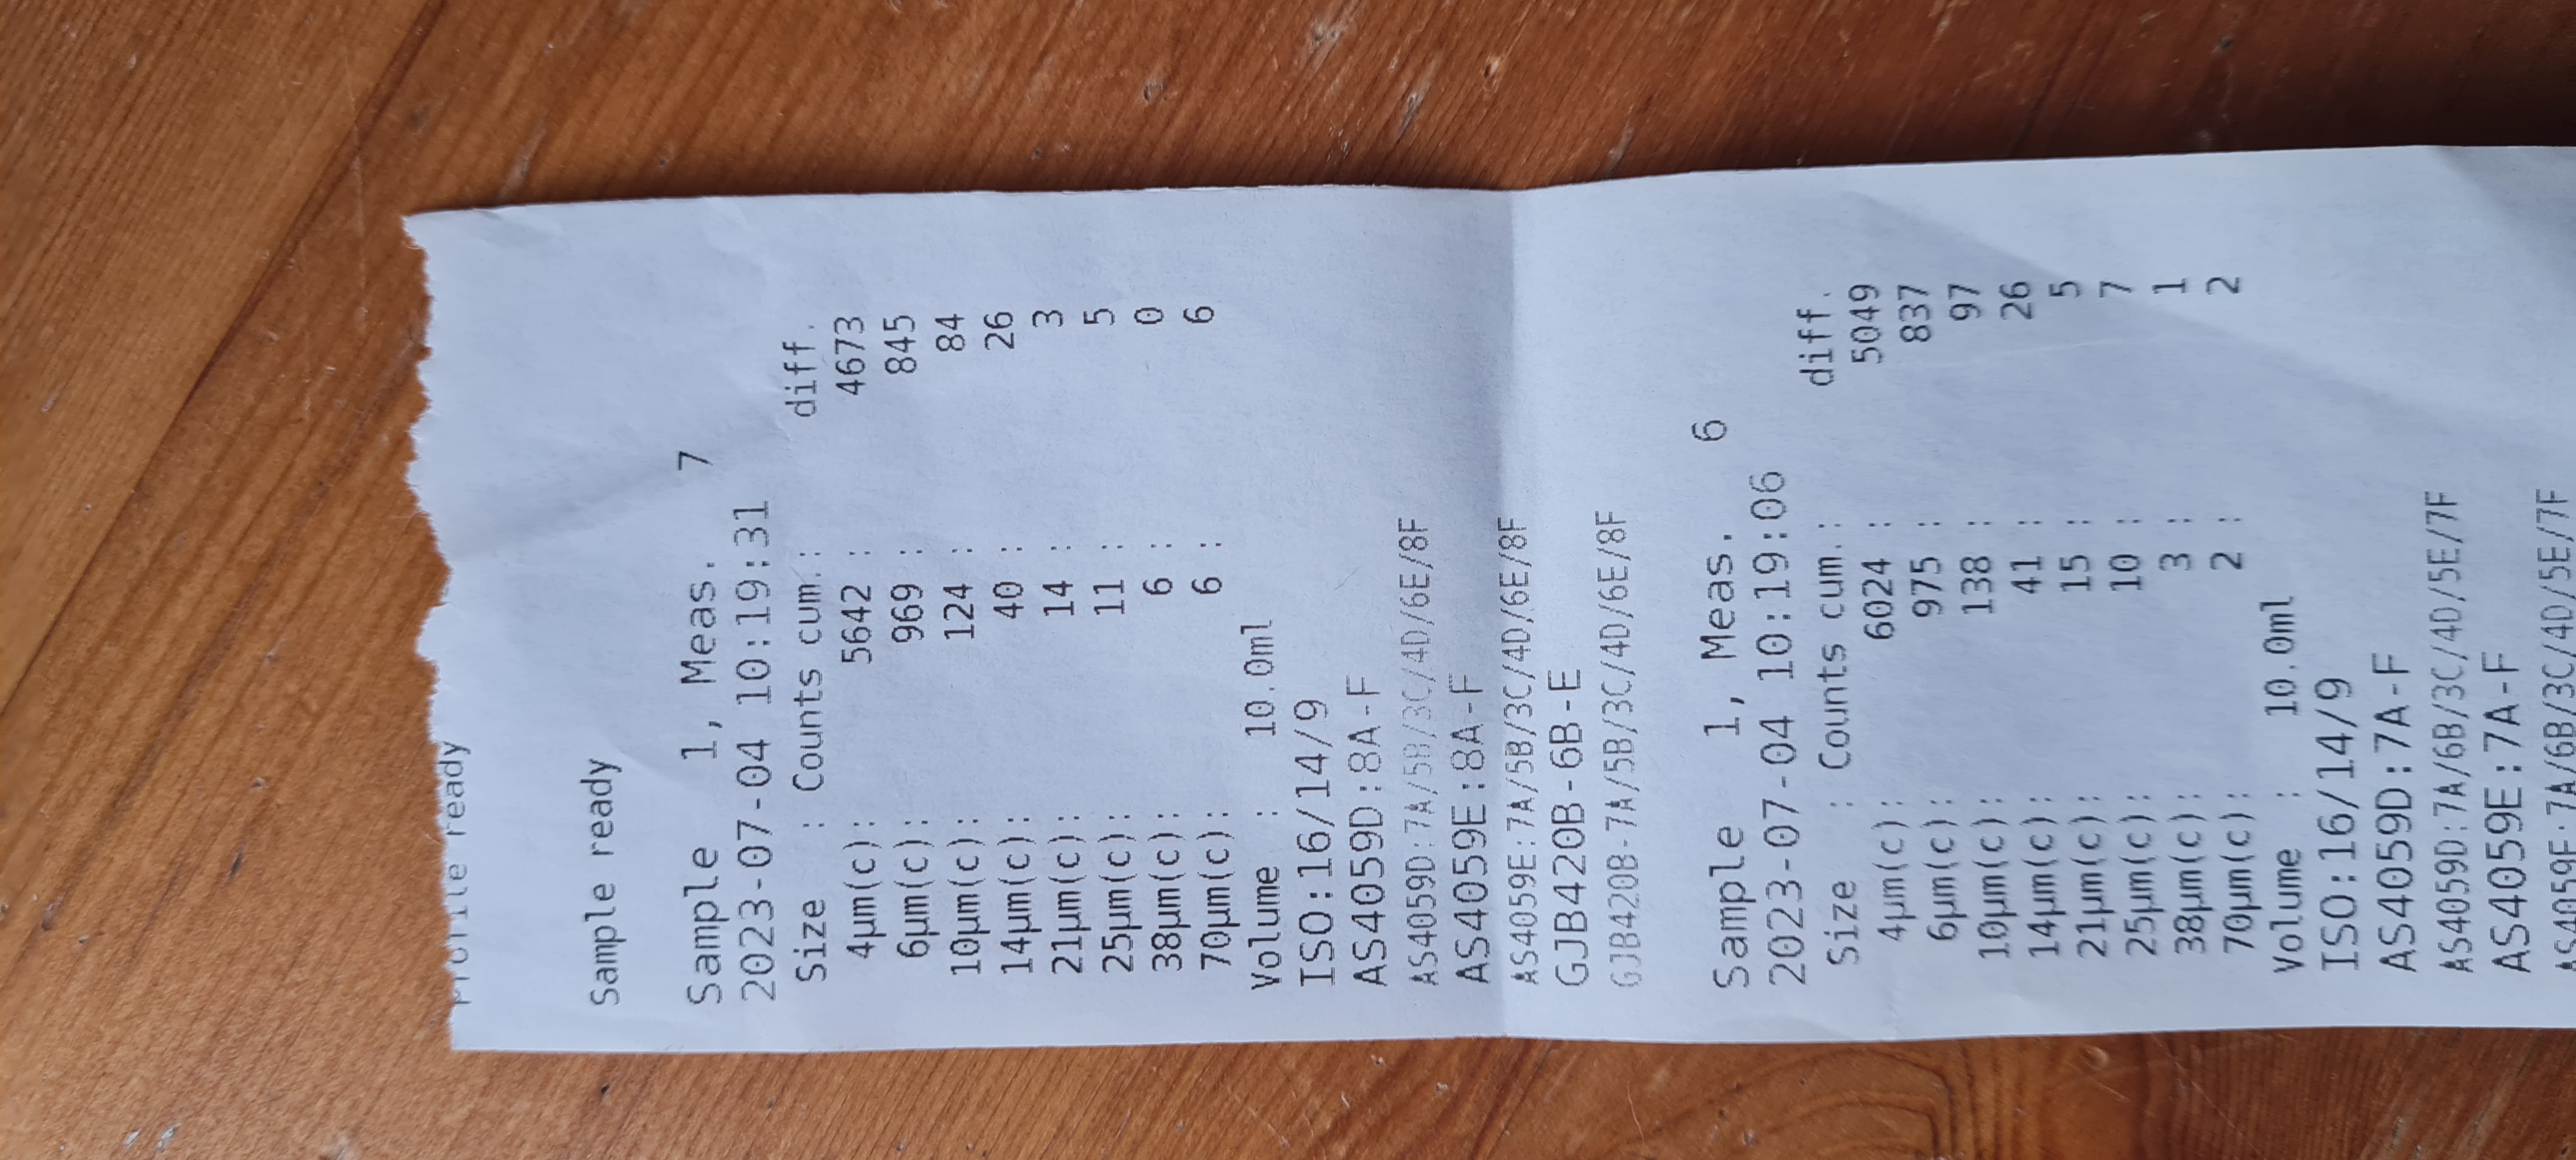 Profile ready
Sample ready
Sample 1, Meas. 7
2023-07-04 10:19:31
Size : Counts cum.: diff.
4µm(c): 5642 : 4673
6µm(c): 969 : 845
10µm(c): 124 : 84
14µm(c): 40 : 26
21µm(c): 14 : 3
25µm(c): 11 : 5
38µm(c): 6 : 0
70µm(c): 6 : 6
Volume : 10.0ml
ISO:16/14/9
AS4059D:8A-F
AS4059D:7A/5B/3C/4D/6E/8F
AS4059E:8A-F
AS4059E:7A/5B/3C/4D/6E/8F
GJB420B-6B-E
GJB420B-7A/5B/3C/4D/6E/8F
Sample 1, Meas. 6
2023-07-04 10:19:06
Size : Counts cum.: diff.
4µm(c): 6024 : 5049
6µm(c): 975 : 837
10µm(c): 138 : 97
14µm(c): 41 : 26
21µm(c): 15 : 5
25µm(c): 10 : 7
38µm(c): 3 : 1
70µm(c): 2 : 2
Volume : 10.0ml
ISO:16/14/9
AS4059D:7A-F
AS4059D:7A/6B/3C/4D/5E/7F
AS4059E:7A-F
AS4059E:7A/6B/3C/4D/5E/7F